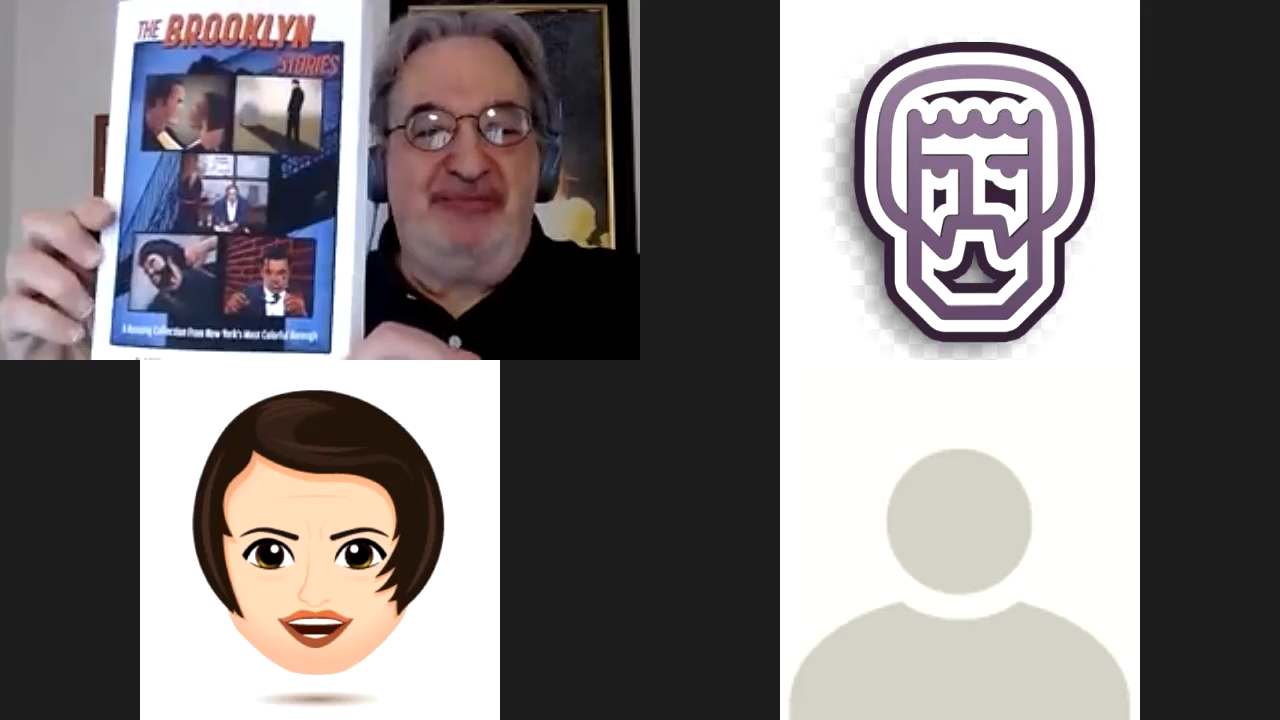 THE BROOKLYN
STORIES
A Rousing Collection From New York's Most Colorful Borough